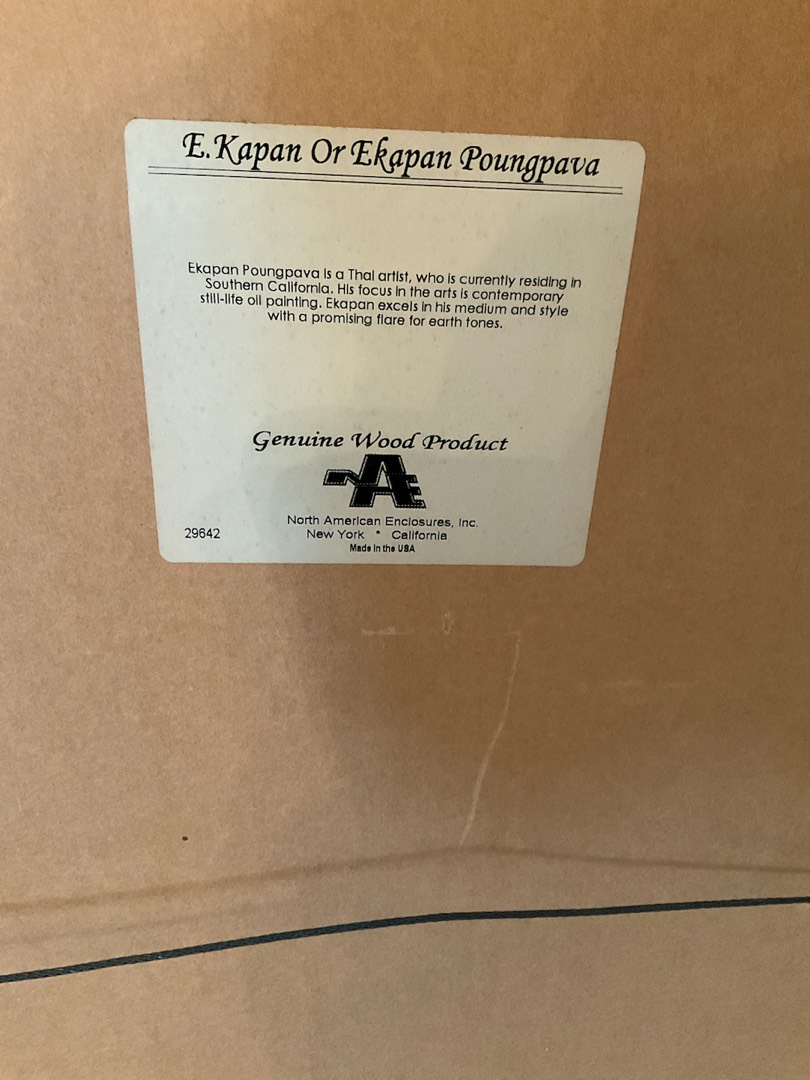 E.Kapan Or Ekapan Poungpava
Ekapan Poungpava is a Thai artist, who is currently residing in
Southern California. His focus in the arts is contemporary
still-life oil painting. Ekapan excels in his medium and style
with a promising flare for earth tones.
Genuine Wood Product
NAE
North American Enclosures, Inc.
29642 New York * California
Made in the USA